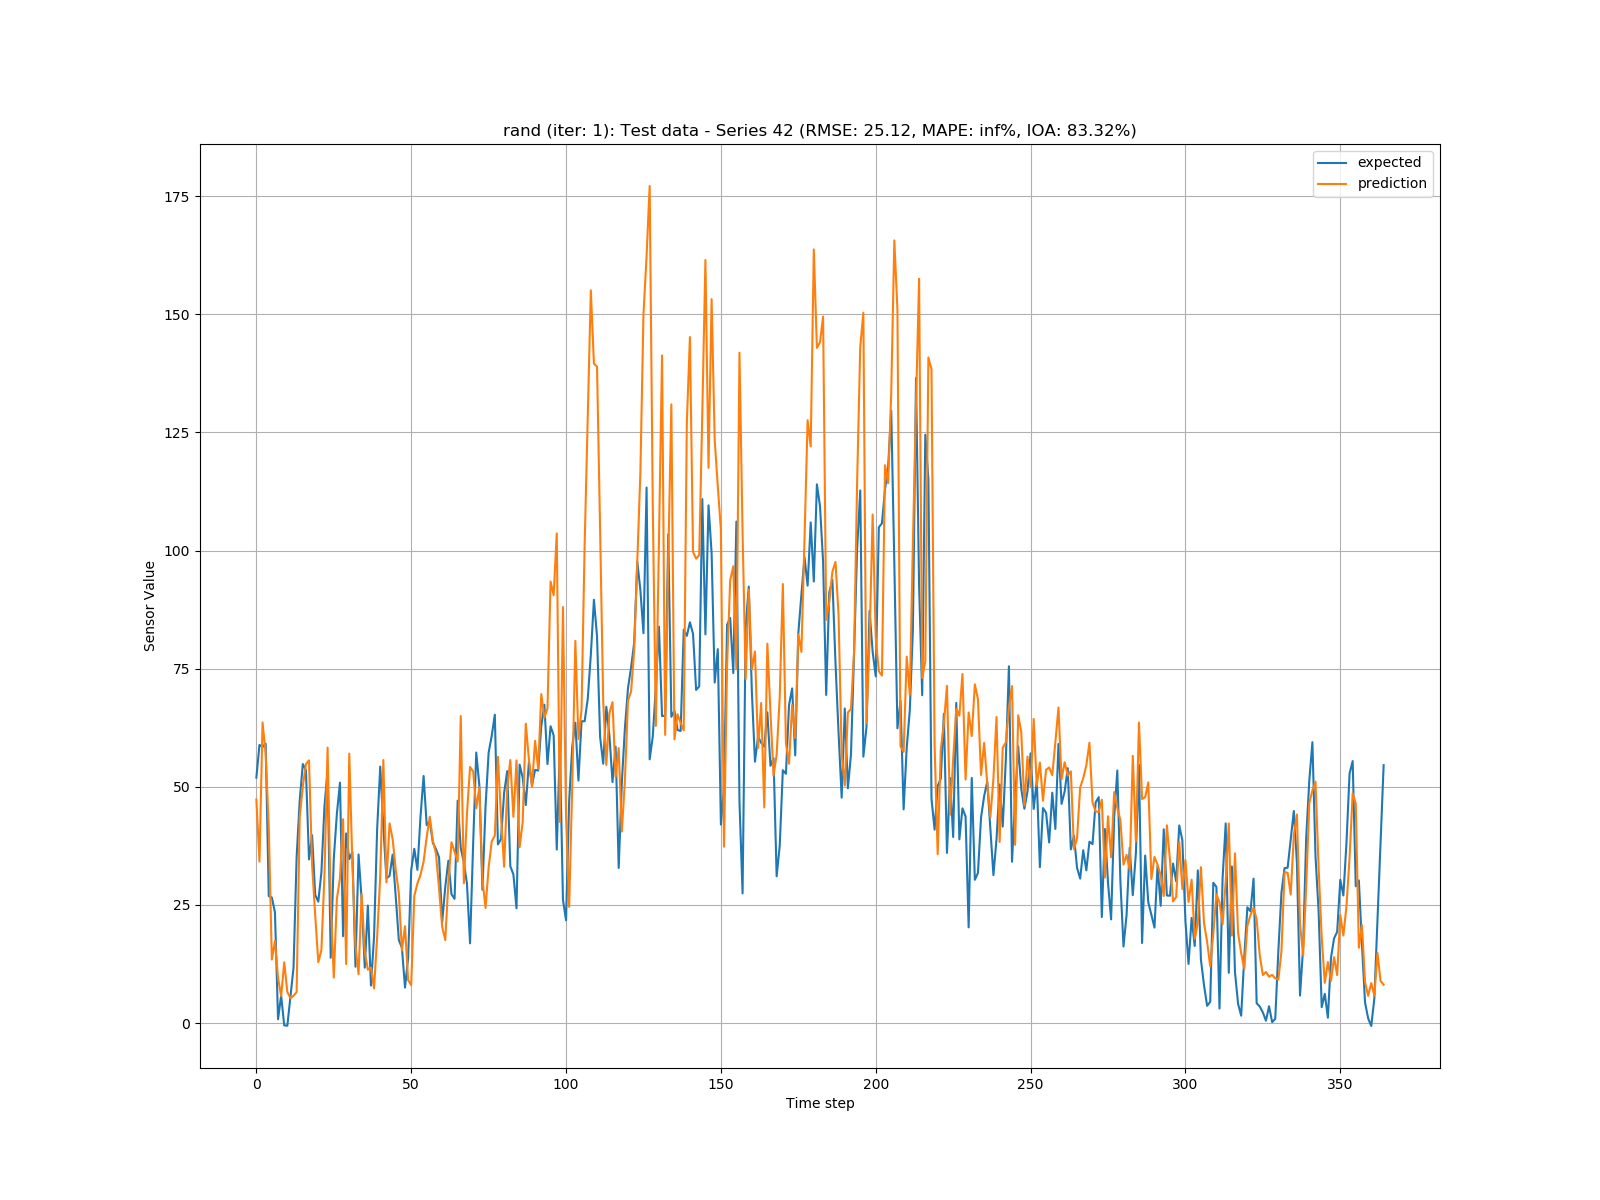 rand (iter: 1): Test data - Series 42 (RMSE: 25.12, MAPE: inf%, IOA: 83.32%)
expected
prediction
175
150
125
100
75
50
25
0
Sensor Value
0 50 100 150 200 250 300 350
Time step